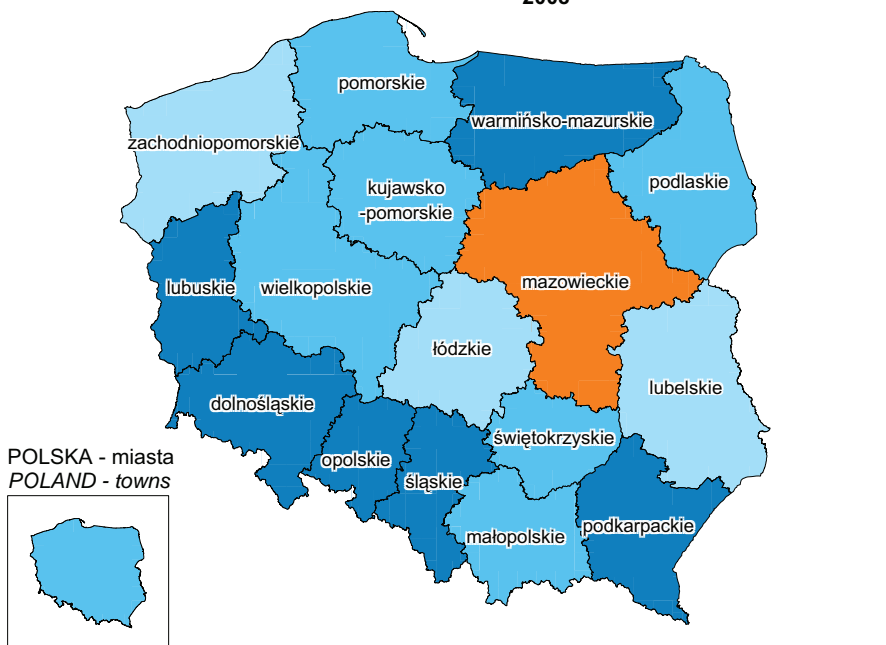 pomorskie
warmińsko-mazurskie
zachodniopomorskie
podlaskie
kujawsko
-pomorskie
mazowieckie
lubuskie
wielkopolskie
łódzkie
lubelskie
dolnośląskie
świętokrzyskie
opolskie
śląskie
podkarpackie
małopolskie
POLSKA - miasta
POLAND - towns